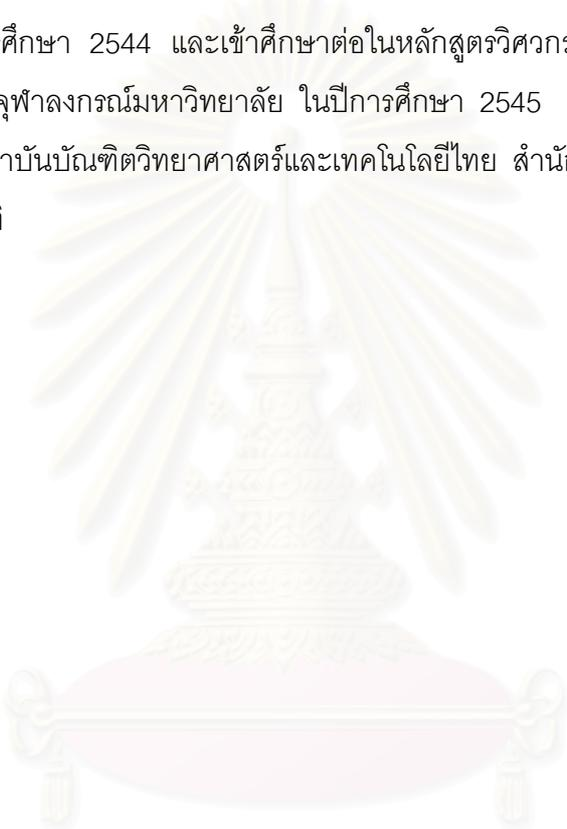 ศึกษา 2544 และเข้าศึกษาต่อในหลักสูตรวิศวกร
จุฬาลงกรณ์มหาวิทยาลัย ในปีการศึกษา 2545
าบันบัณฑิตวิทยาศาสตร์และเทคโนโลยีไทย สำนัก